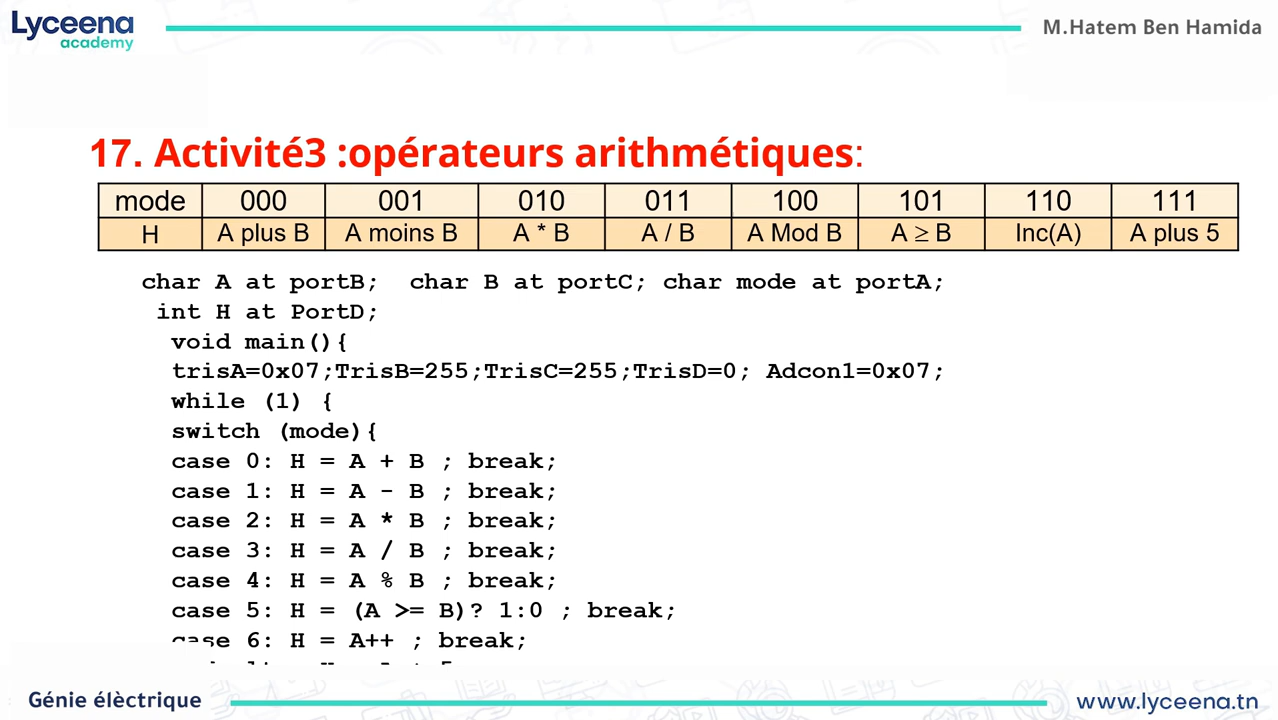 Lyceena
academy
M.Hatem Ben Hamida
17. Activité3 :opérateurs arithmétiques:
mode 000 001 010 011 100 101 110 111
H A plus B A moins B A * B A / B A Mod B A ≥ B Inc(A) A plus 5
char A at portB; char B at portC; char mode at portA;
int H at PortD;
void main(){
trisA=0x07;TrisB=255;TrisC=255;TrisD=0; Adcon1=0x07;
while (1) {
switch (mode){
case 0: H = A + B ; break;
case 1: H = A - B ; break;
case 2: H = A * B ; break;
case 3: H = A / B ; break;
case 4: H = A % B ; break;
case 5: H = (A >= B)? 1:0 ; break;
case 6: H = A++ ; break;
Génie élèctrique
www.lyceena.tn